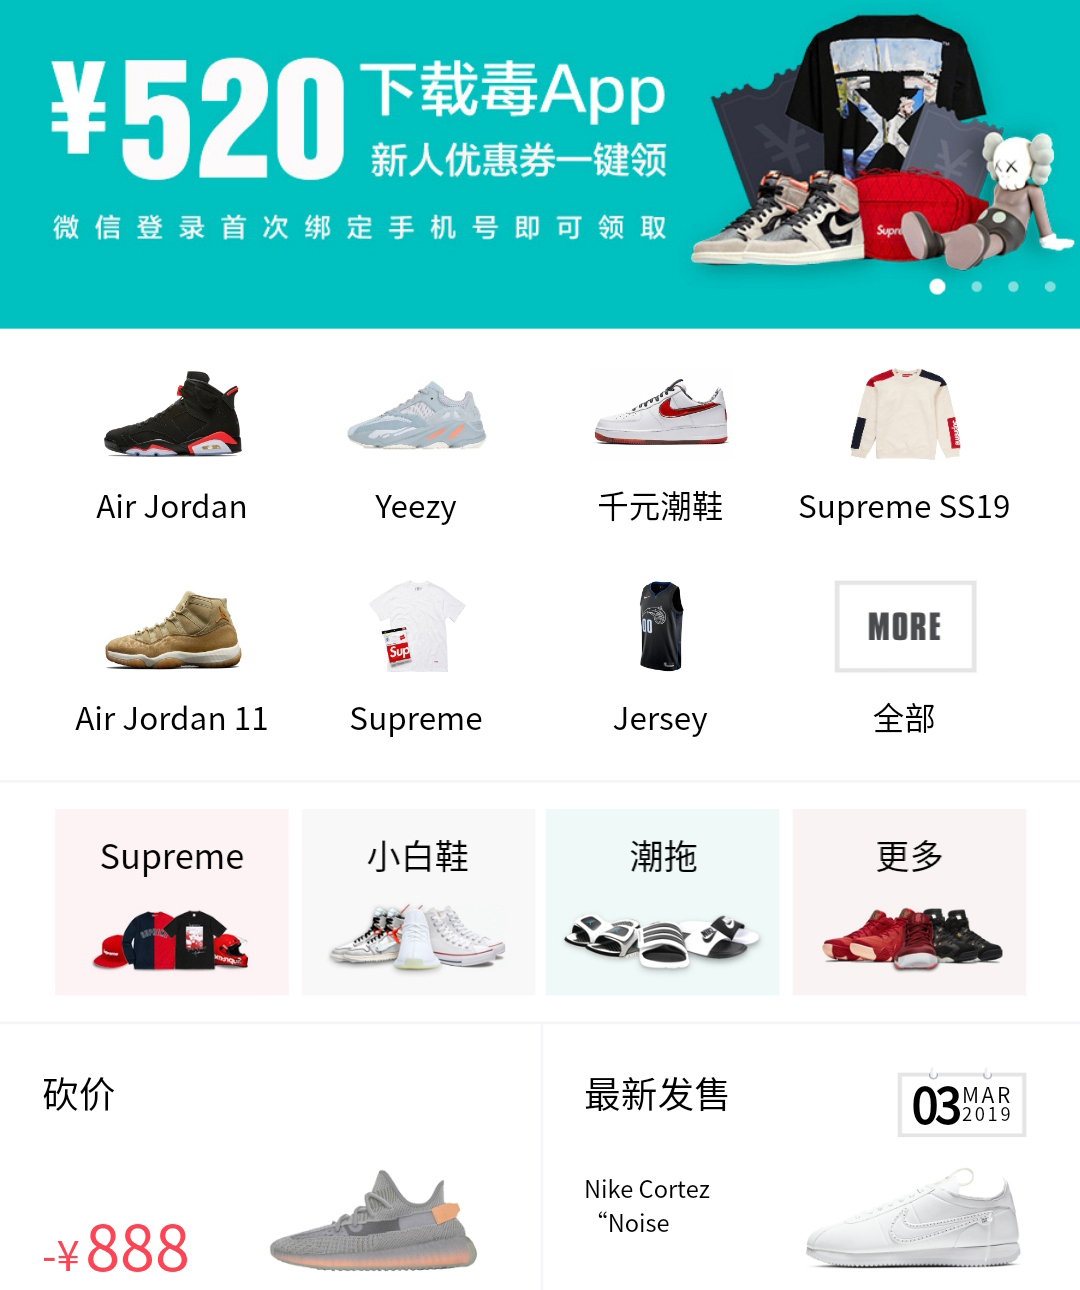 ¥520 下载毒App
新人优惠券一键领
微信登录首次绑定手机号即可领取
Air Jordan
Yeezy
千元潮鞋
Supreme SS19
MORE
Air Jordan 11
Supreme
Jersey
全部
Supreme
小白鞋
潮拖
更多
砍价
-¥888
最新发售
03 MAR
2019
Nike Cortez
“Noise